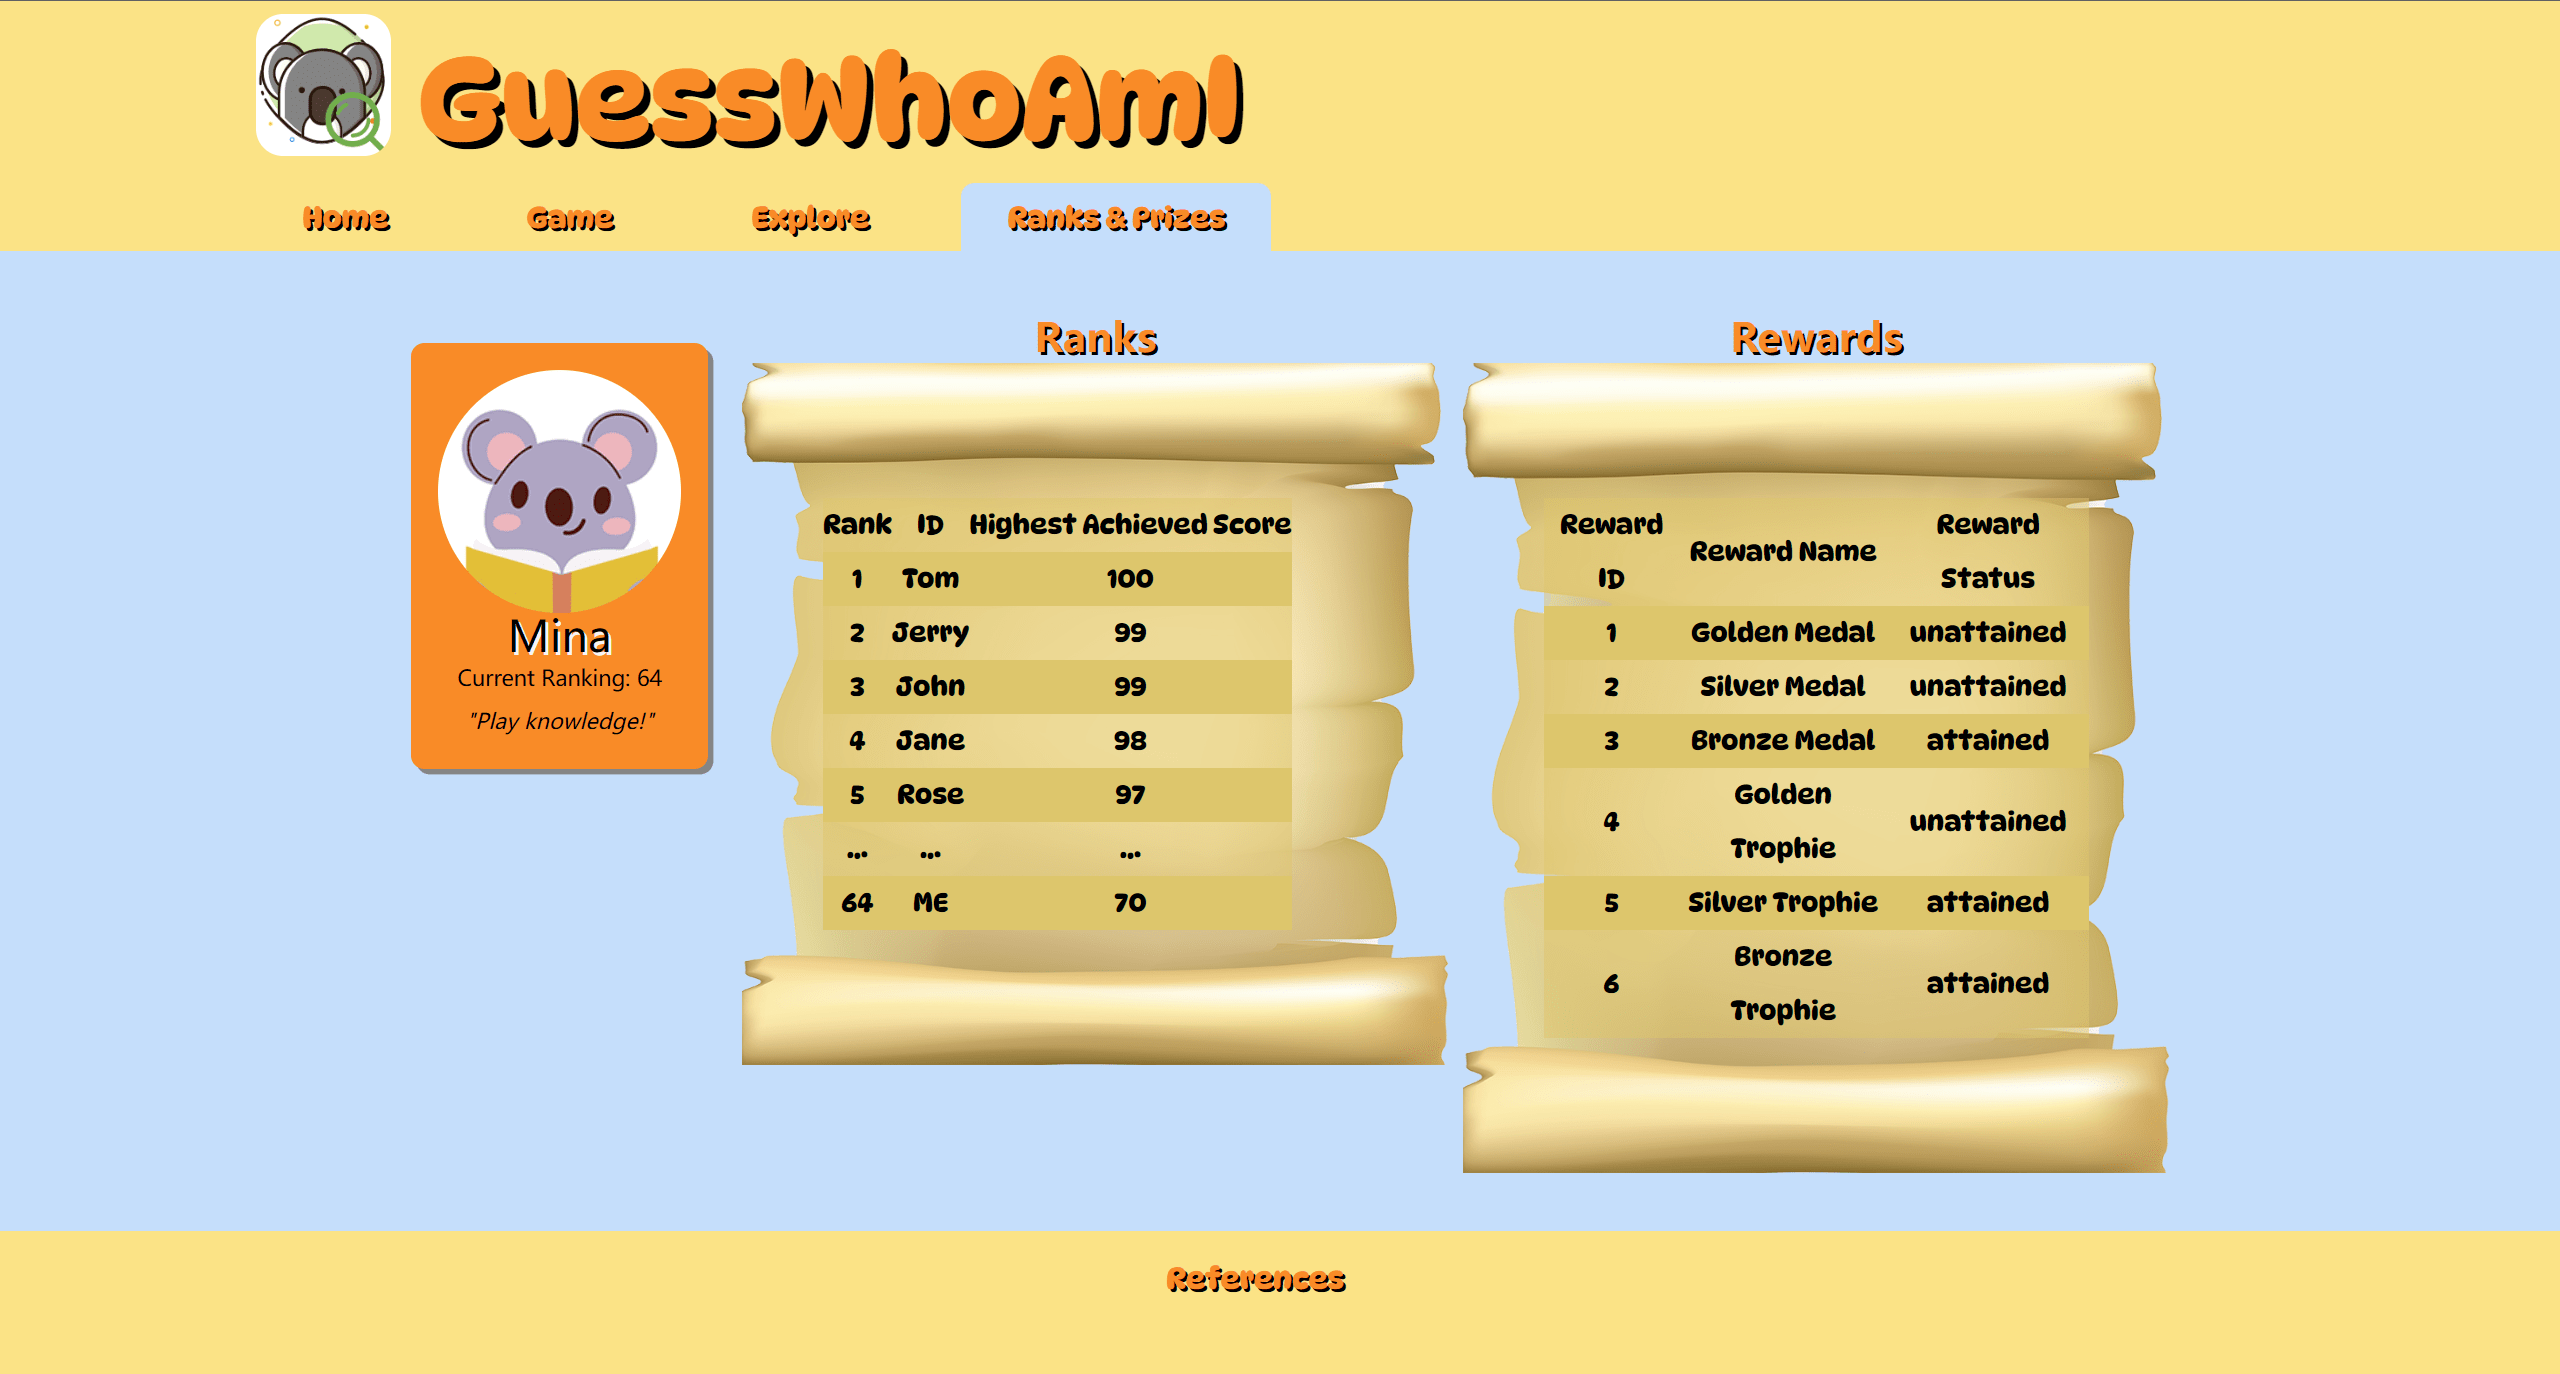 GuessWhoAmI
Home Game Explore Ranks & Prizes
Mina
Current Ranking: 64
"Play knowledge!"
Ranks
Rank ID Highest Achieved Score
1 Tom 100
2 Jerry 99
3 John 99
4 Jane 98
5 Rose 97
... ... ...
64 ME 70
Rewards
Reward ID Reward Name Reward Status
1 Golden Medal unattained
2 Silver Medal unattained
3 Bronze Medal attained
4 Golden Trophie unattained
5 Silver Trophie attained
6 Bronze Trophie attained
References